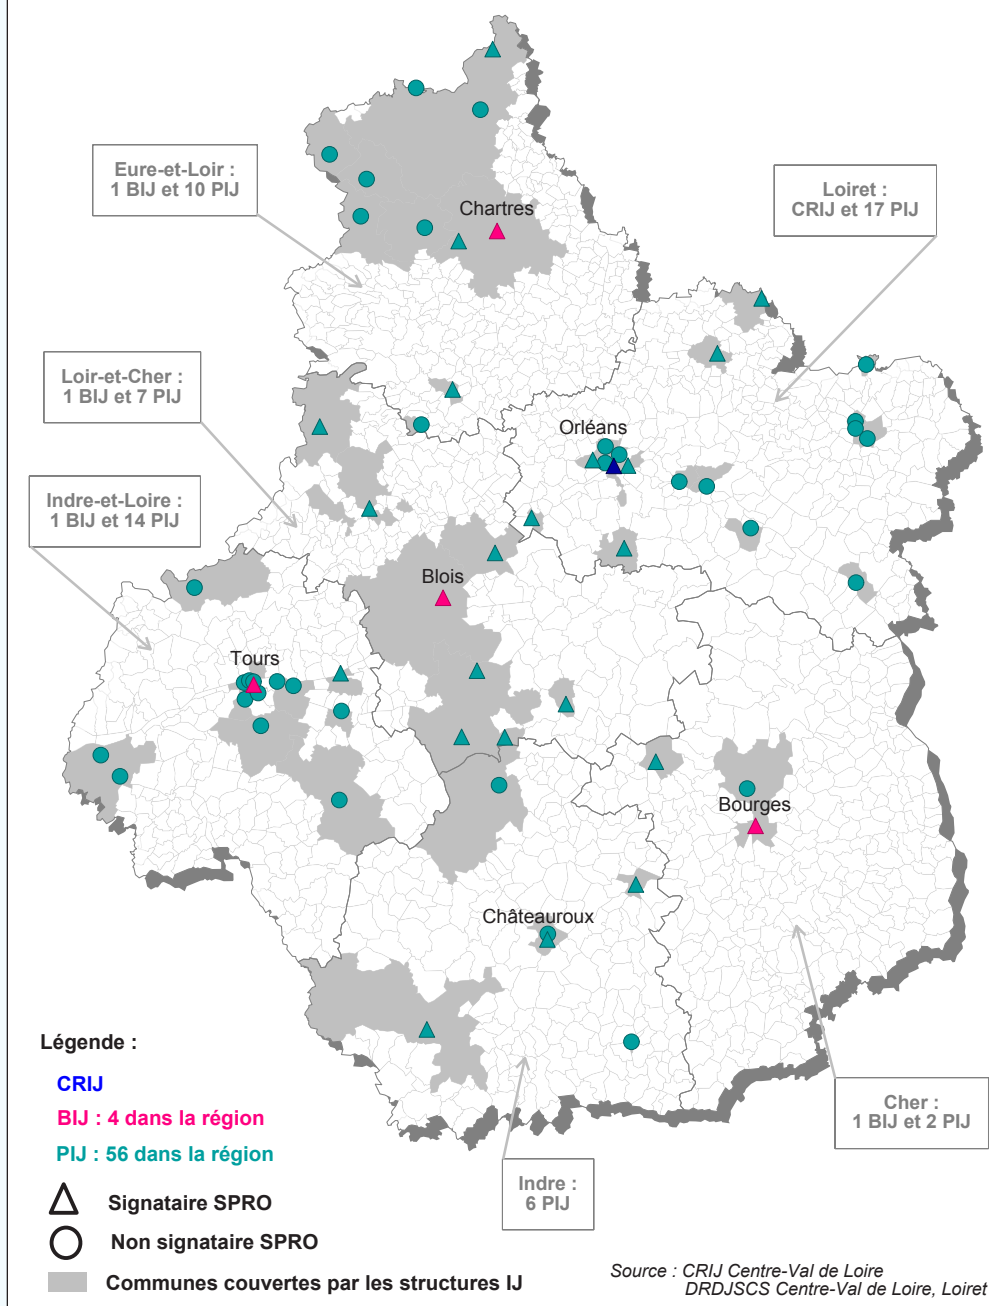 Eure-et-Loir :
1 BIJ et 10 PIJ
Chartres
Loiret :
CRIJ et 17 PIJ
Loir-et-Cher :
1 BIJ et 7 PIJ
Orléans
Indre-et-Loire :
1 BIJ et 14 PIJ
Blois
Tours
Bourges
Châteauroux
Cher :
1 BIJ et 2 PIJ
Indre :
6 PIJ
Légende :
CRIJ
BIJ : 4 dans la région
PIJ : 56 dans la région
Signataire SPRO
Non signataire SPRO
Communes couvertes par les structures IJ
Source : CRIJ Centre-Val de Loire
DRDJSCS Centre-Val de Loire, Loiret